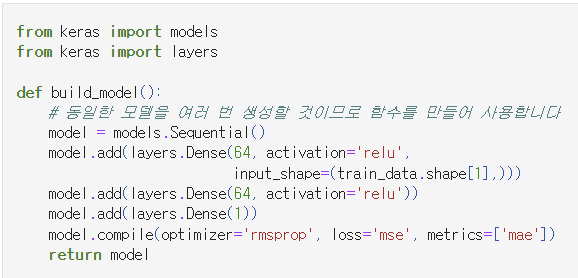 from keras import models
from keras import layers
def build_model():
# 동일한 모델을 여러 번 생성할 것이므로 함수를 만들어 사용합니다
model = models.Sequential()
model.add(layers.Dense(64, activation='relu',
input_shape=(train_data.shape[1],)))
model.add(layers.Dense(64, activation='relu'))
model.add(layers.Dense(1))
model.compile(optimizer='rmsprop', loss='mse', metrics=['mae'])
return model